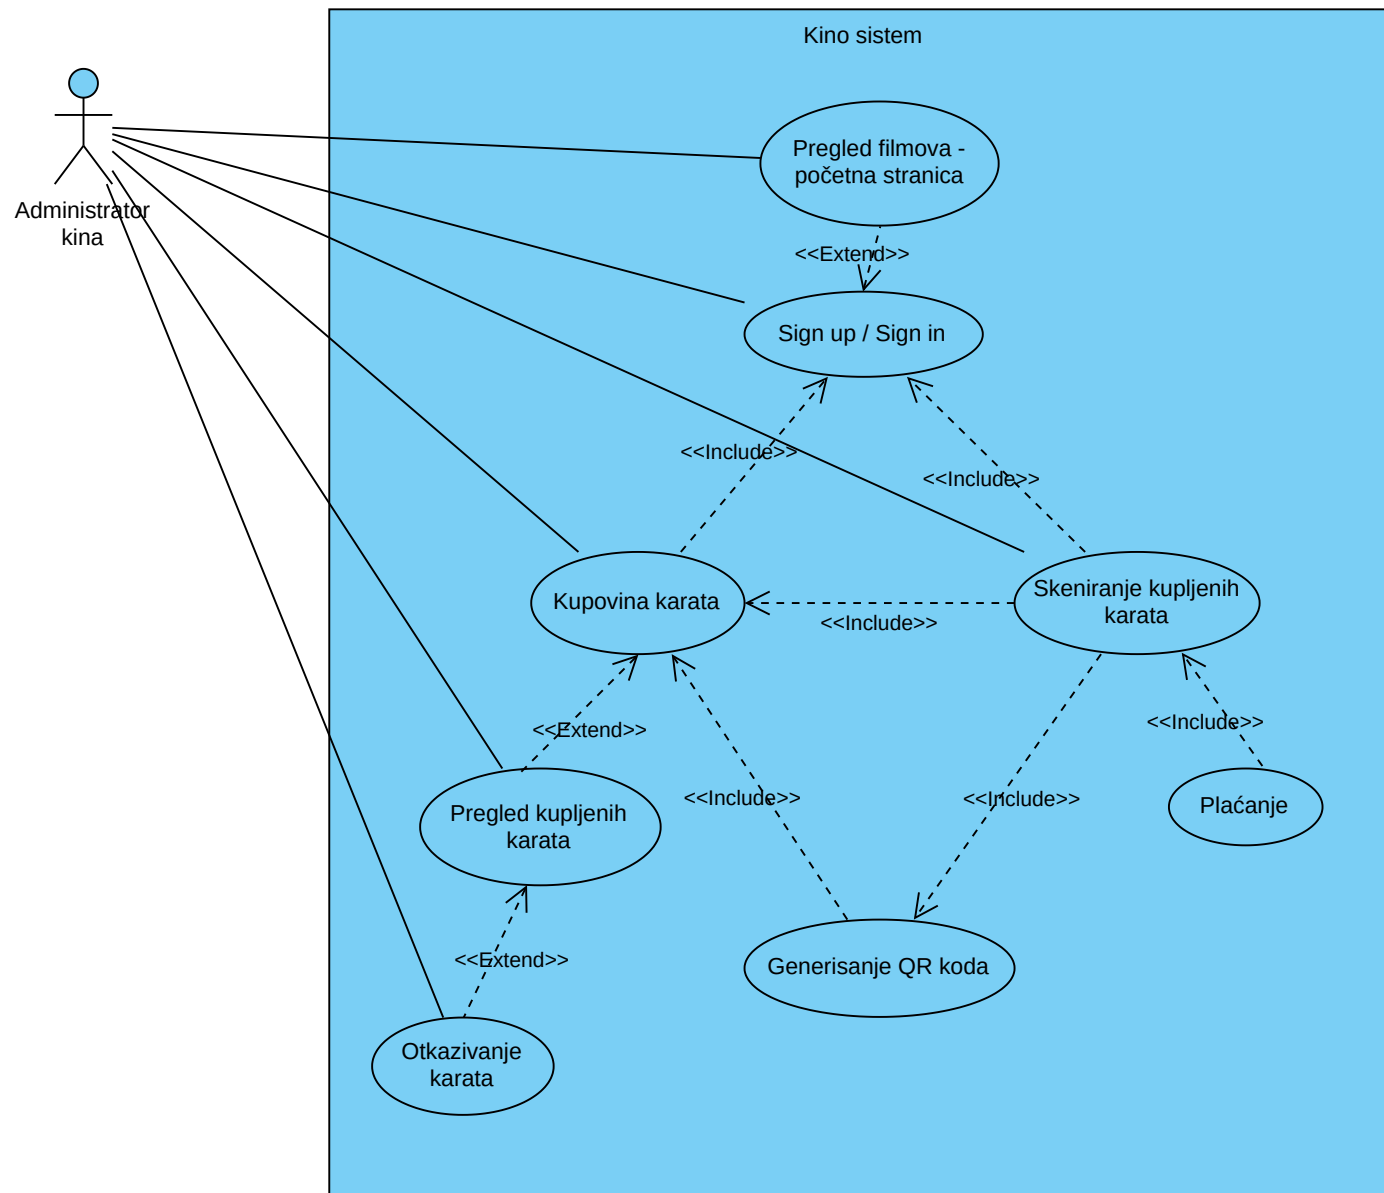 Kino sistem
Administrator
kina
Pregled filmova -
početna stranica
<<Extend>>
Sign up / Sign in
<<Include>>
<<Include>>
Kupovina karata
<<Include>>
Skeniranje kupljenih
karata
<<Extend>>
<<Include>>
<<Include>>
<<Include>>
Pregled kupljenih
karata
Plaćanje
<<Extend>>
Generisanje QR koda
Otkazivanje
karata